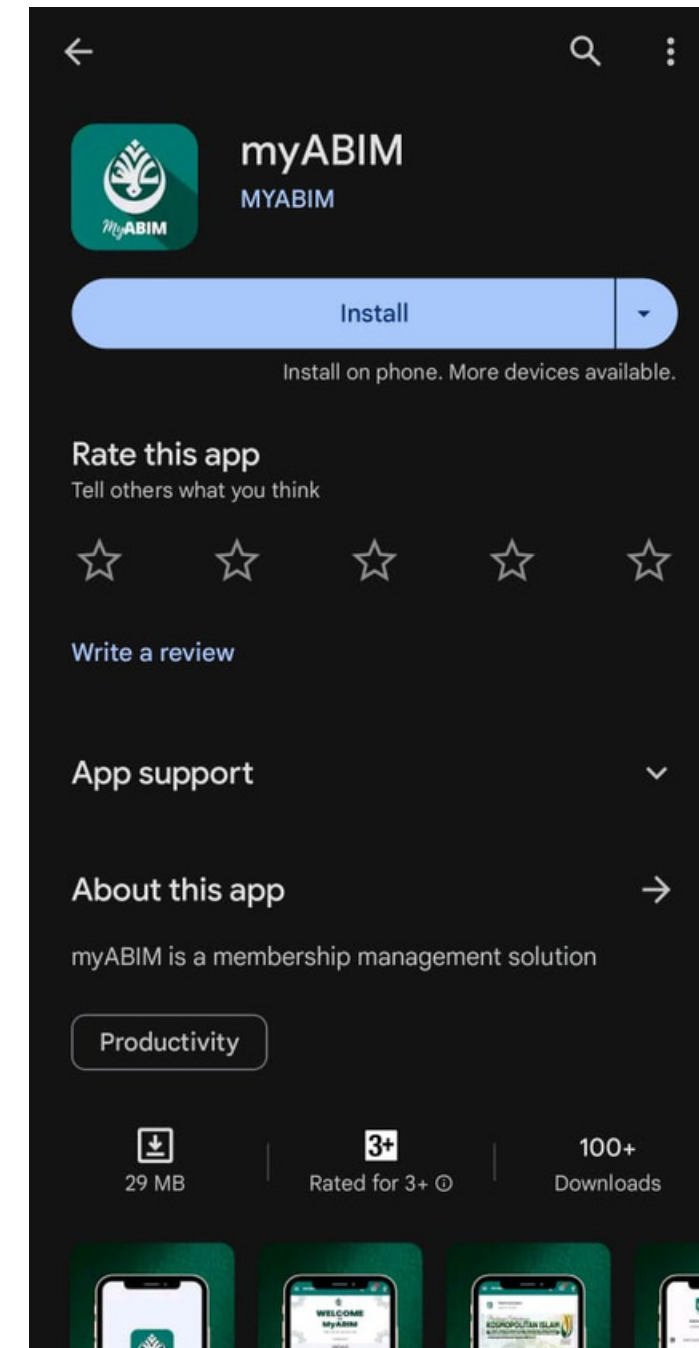 myABIM
MYABIM
MyABIM
Install
Install on phone. More devices available.
Rate this app
Tell others what you think
Write a review
App support
About this app
myABIM is a membership management solution
Productivity
29 MB
3+
Rated for 3+
100+
Downloads
WELCOME
MyABIM
KOSMOPOLITAN ISLAM